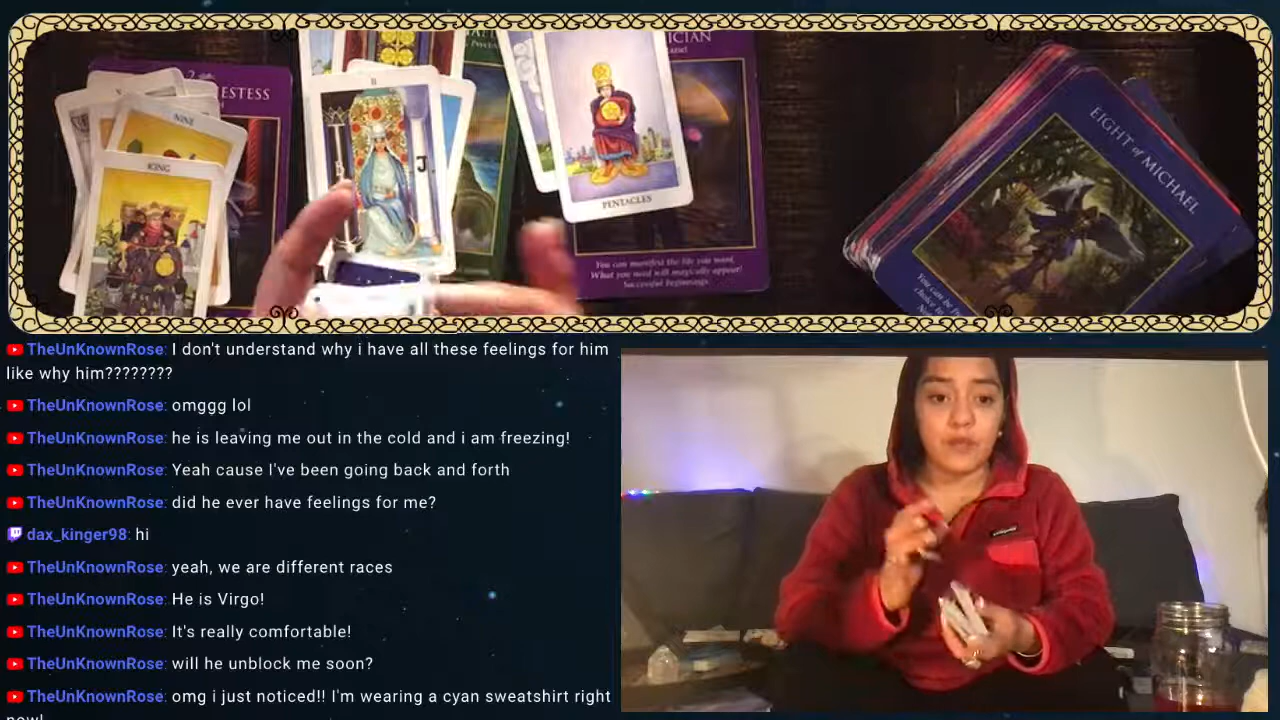 2
ESTESS
NINE
KING
II
B
J
PENTACLES
ICIAN
You can manifest the life you want.
What you need will magically appear!
Successful beginnings.
EIGHT of MICHAEL
You can be
TheUnKnownRose: I don't understand why i have all these feelings for him
like why him????????
TheUnKnownRose: omggg lol
TheUnKnownRose: he is leaving me out in the cold and i am freezing!
TheUnKnownRose: Yeah cause I've been going back and forth
TheUnKnownRose: did he ever have feelings for me?
dax_kinger98: hi
TheUnKnownRose: yeah, we are different races
TheUnKnownRose: He is Virgo!
TheUnKnownRose: It's really comfortable!
TheUnKnownRose: will he unblock me soon?
TheUnKnownRose: omg i just noticed!! I'm wearing a cyan sweatshirt right
now!